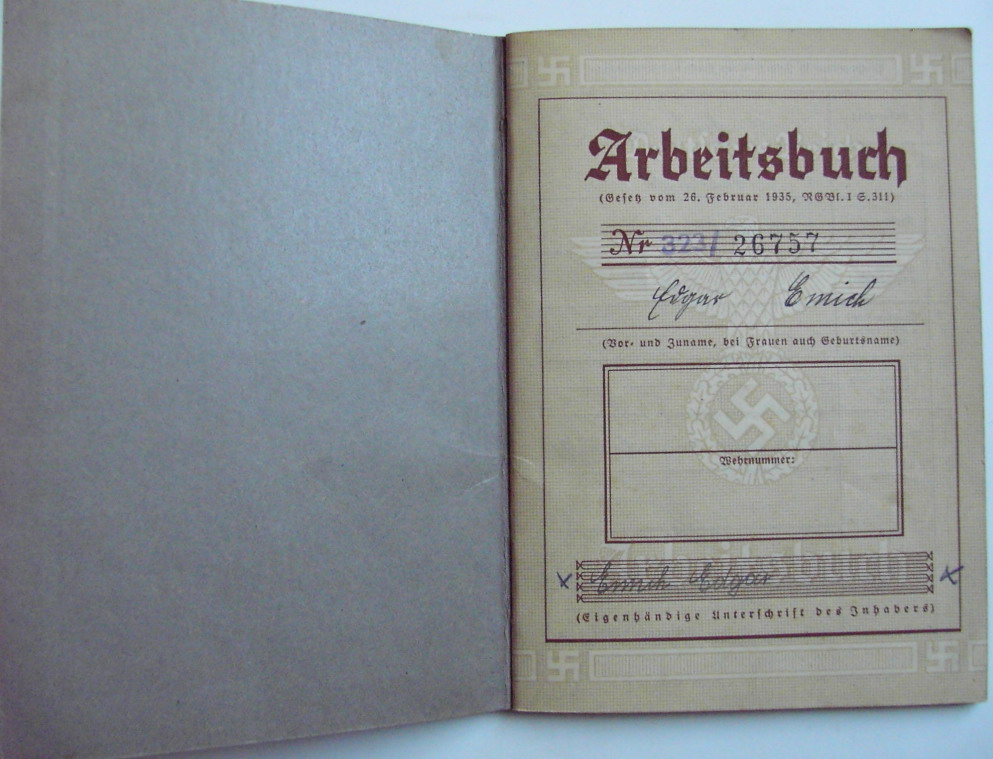 Arbeitsbuch
(Gesetz vom 26. Februar 1935, RGBl. I S. 311)
Nr 323/ 26757
Edgar Emich
(Vor- und Zuname, bei Frauen auch Geburtsname)
Wehrnummer:
Arbeitsbuch
x Emich Edgar x
(Eigenhändige Unterschrift des Inhabers)